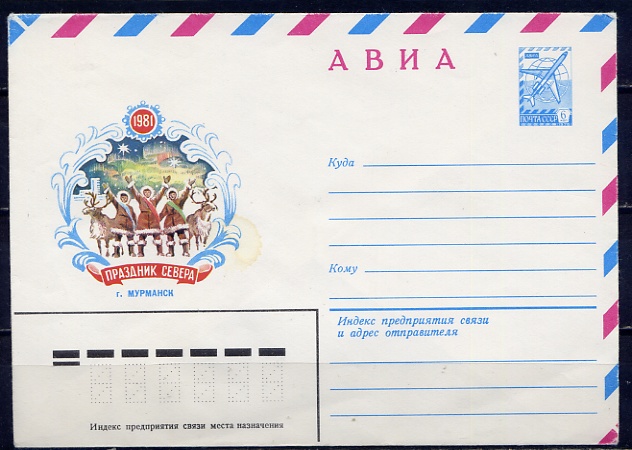 АВИА
АВИА
ПОЧТА СССР 6
1981
ПРАЗДНИК СЕВЕРА
г. МУРМАНСК
Куда
Кому
Индекс предприятия связи
и адрес отправителя
Индекс предприятия связи места назначения